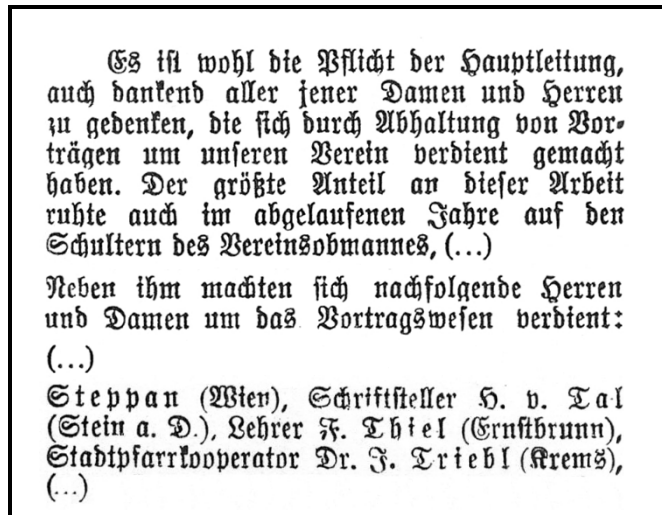 Es ist wohl die Pflicht der Hauptleitung,
auch dankend aller jener Damen und Herren
zu gedenken, die sich durch Abhaltung von Vor-
trägen um unseren Verein verdient gemacht
haben. Der größte Anteil an dieser Arbeit
ruhte auch im abgelaufenen Jahre auf den
Schultern des Vereinsobmannes, (...)
Neben ihm machten sich nachfolgende Herren
und Damen um das Vortragswesen verdient:
(...)
Steppan (Wien), Schriftsteller H. v. Tal
(Stein a. D.), Lehrer F. Thiel (Ernstbrunn),
Stadtpfarrkooperator Dr. J. Triebl (Krems),
(...)